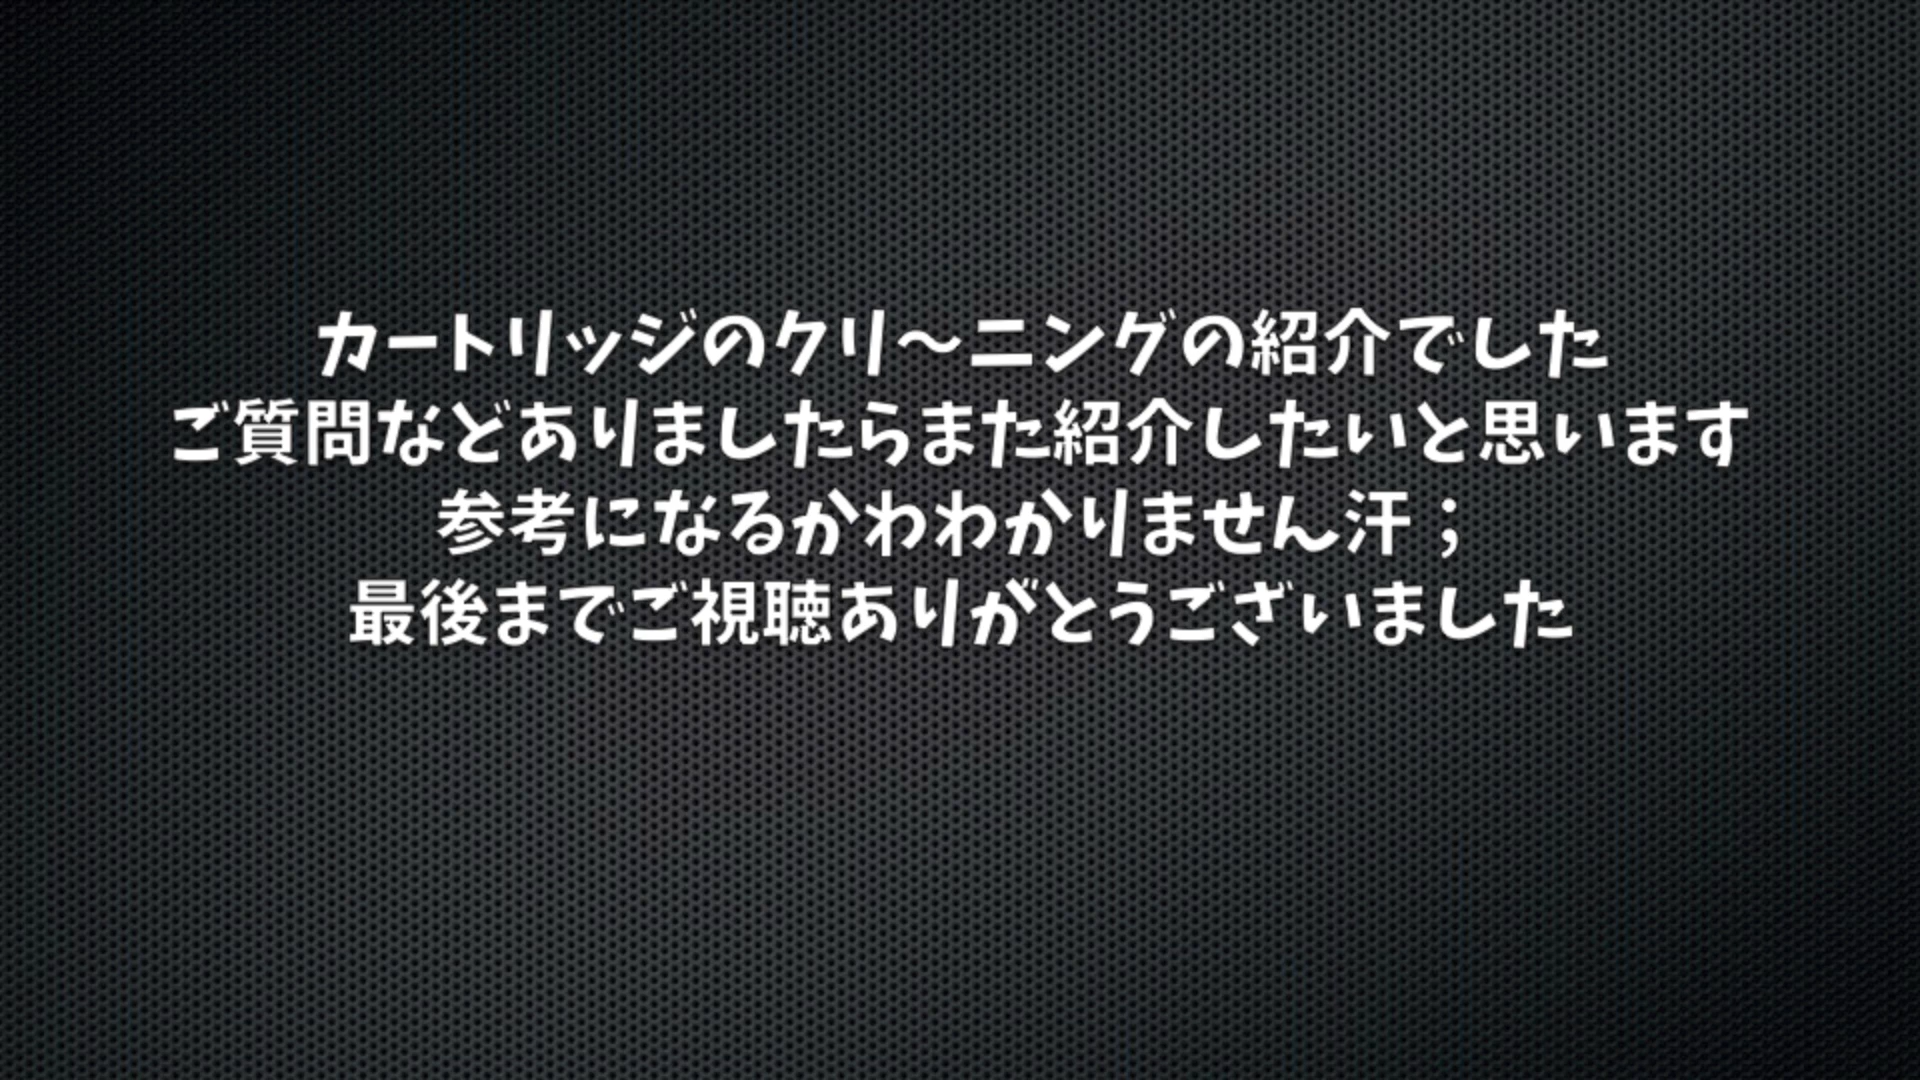 カートリッジのクリ〜ニングの紹介でした
ご質問などありましたらまた紹介したいと思います
参考になるかわわかりません汗；
最後までご視聴ありがとうございました